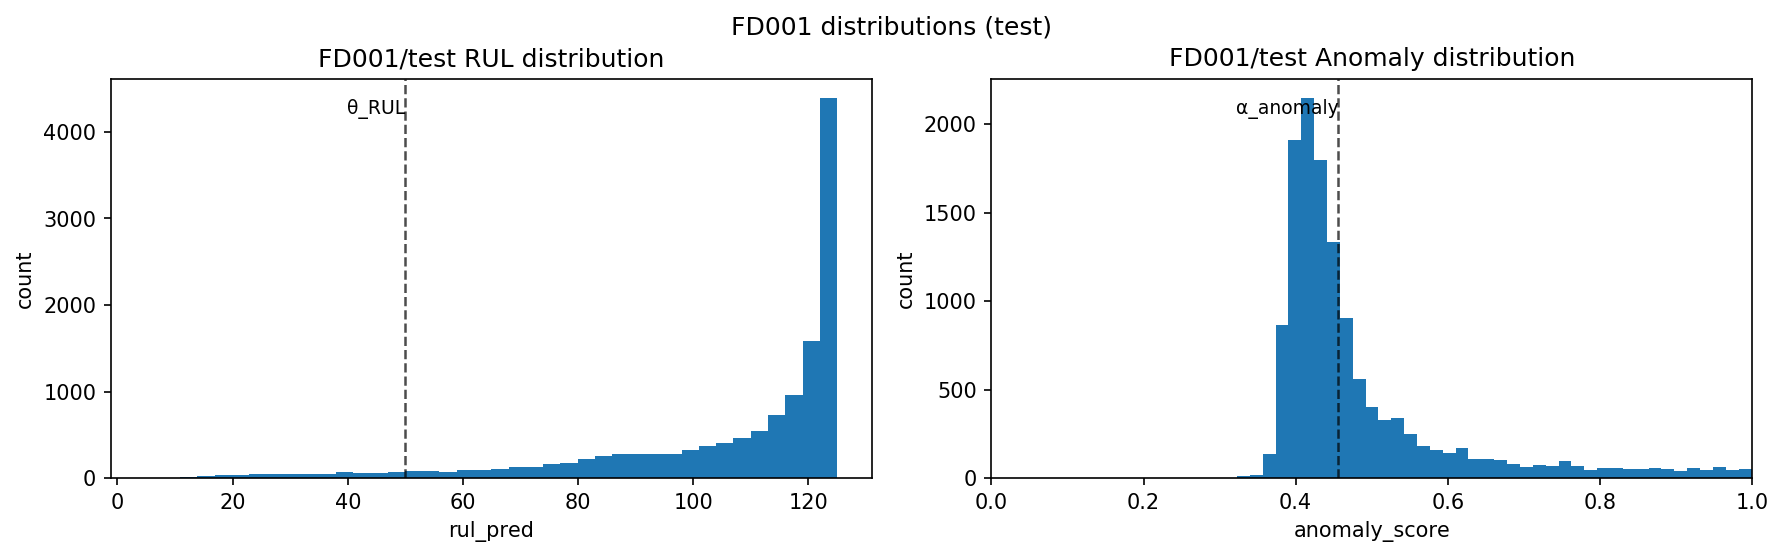 FD001 distributions (test)
FD001/test RUL distribution
θ_RUL
4000
3000
2000
1000
0
count
0 20 40 60 80 100 120
rul_pred
FD001/test Anomaly distribution
α_anomaly
2000
1500
1000
500
0
count
0.0 0.2 0.4 0.6 0.8 1.0
anomaly_score